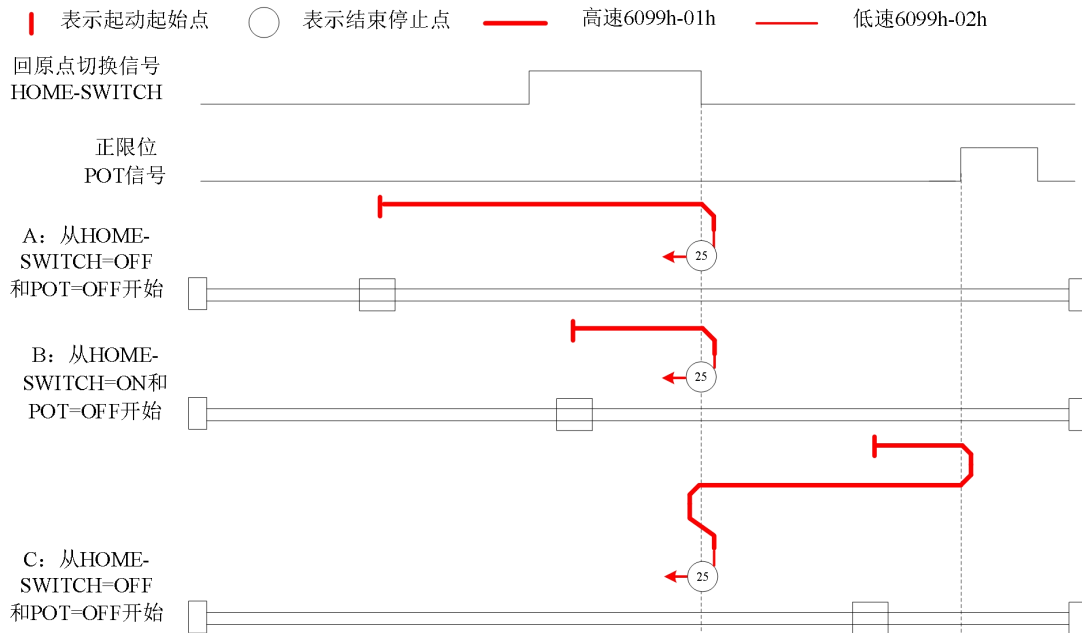 表示起动起始点 表示结束停止点 高速6099h-01h 低速6099h-02h
回原点切换信号
HOME-SWITCH
正限位
POT信号
A：从HOME-
SWITCH=OFF
和POT=OFF开始
25
B：从HOME-
SWITCH=ON和
POT=OFF开始
25
C：从HOME-
SWITCH=OFF
和POT=OFF开始
25